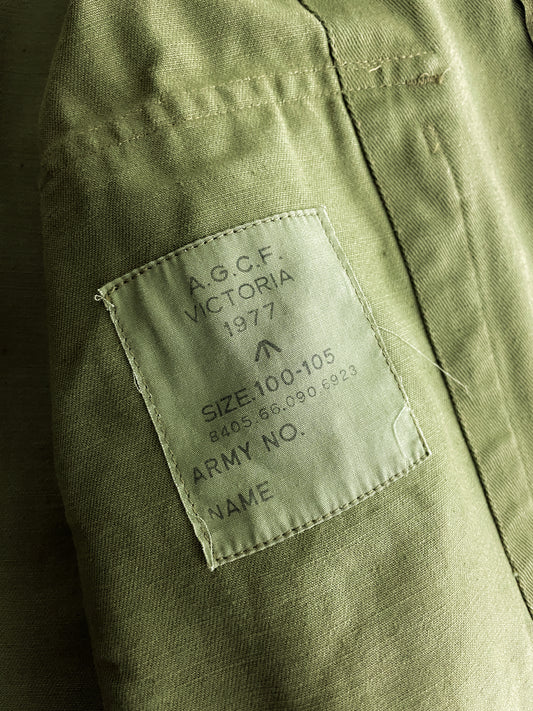 A.G.C.F.
VICTORIA
1977
SIZE.100-105
8405.66.090.6923
ARMY NO.
NAME